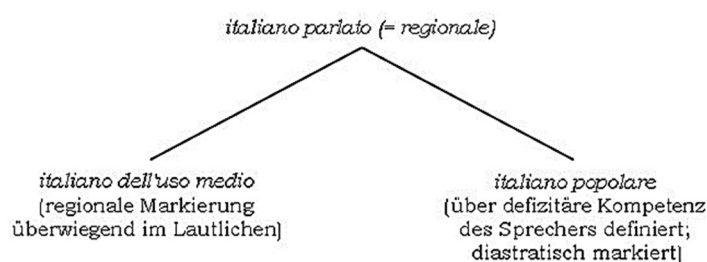 italiano parlato (= regionale)
italiano dell'uso medio
(regionale Markierung
überwiegend im Lautlichen)
italiano popolare
(über defizitäre Kompetenz
des Sprechers definiert;
diastratisch markiert)